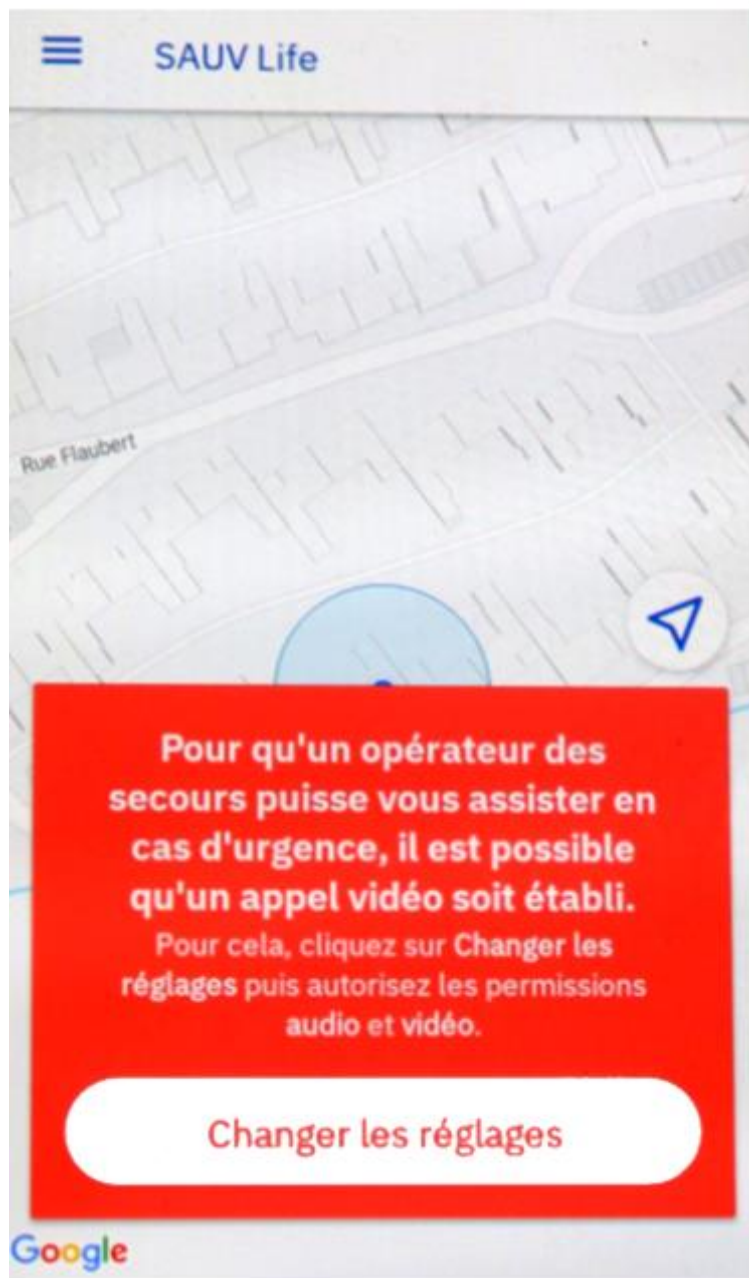 SAUV Life
Rue Flaubert
Pour qu'un opérateur des
secours puisse vous assister en
cas d'urgence, il est possible
qu'un appel vidéo soit établi.
Pour cela, cliquez sur Changer les
réglages puis autorisez les permissions
audio et vidéo.
Changer les réglages
Google